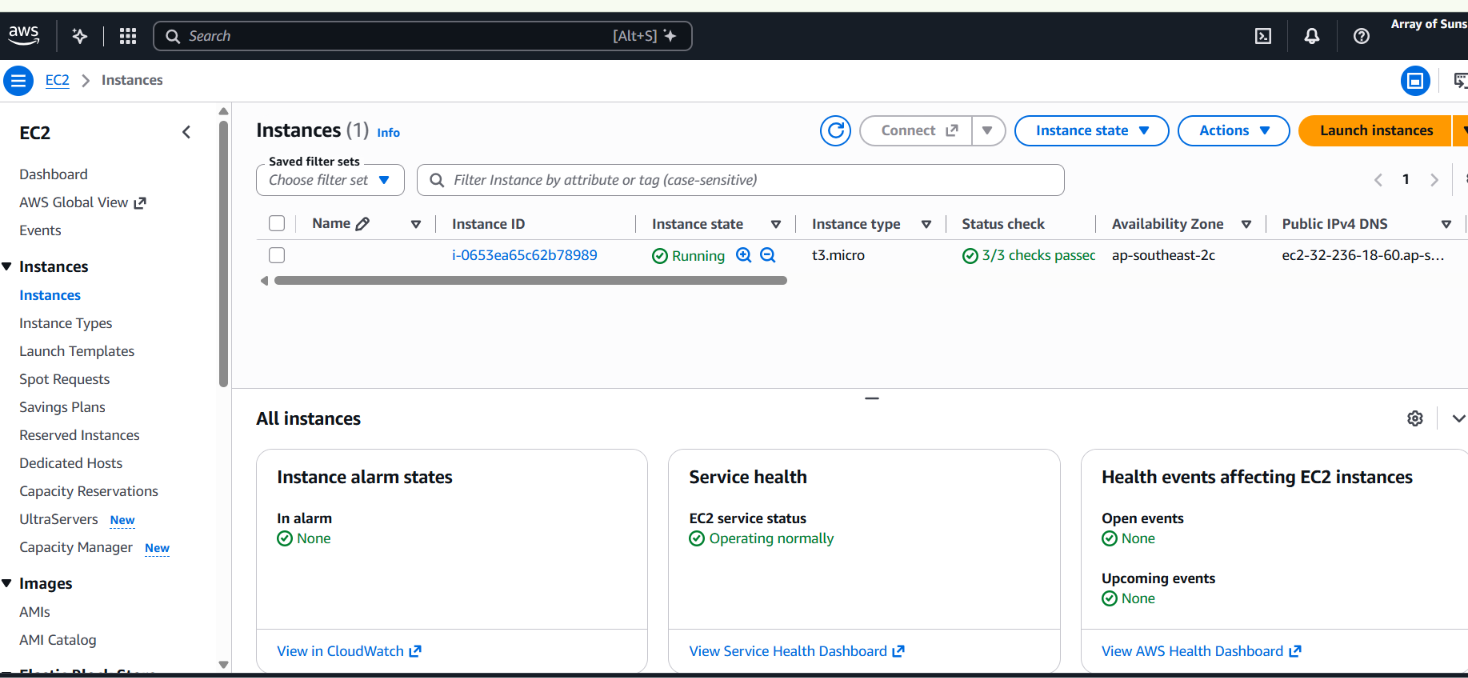 aws Search [Alt+S] Array of Suns
EC2 Instances
EC2
Dashboard
AWS Global View
Events
Instances
Instances
Instance Types
Launch Templates
Spot Requests
Savings Plans
Reserved Instances
Dedicated Hosts
Capacity Reservations
UltraServers New
Capacity Manager New
Images
AMIs
AMI Catalog
Elastic Block Store
Instances (1) Info Connect Instance state Actions Launch instances
Saved filter sets
Choose filter set Filter Instance by attribute or tag (case-sensitive) 1
Name Instance ID Instance state Instance type Status check Availability Zone Public IPv4 DNS
i-0653ea65c62b78989 Running t3.micro 3/3 checks passec ap-southeast-2c ec2-32-236-18-60.ap-s...
All instances
Instance alarm states
In alarm
None
View in CloudWatch
Service health
EC2 service status
Operating normally
View Service Health Dashboard
Health events affecting EC2 instances
Open events
None
Upcoming events
None
View AWS Health Dashboard